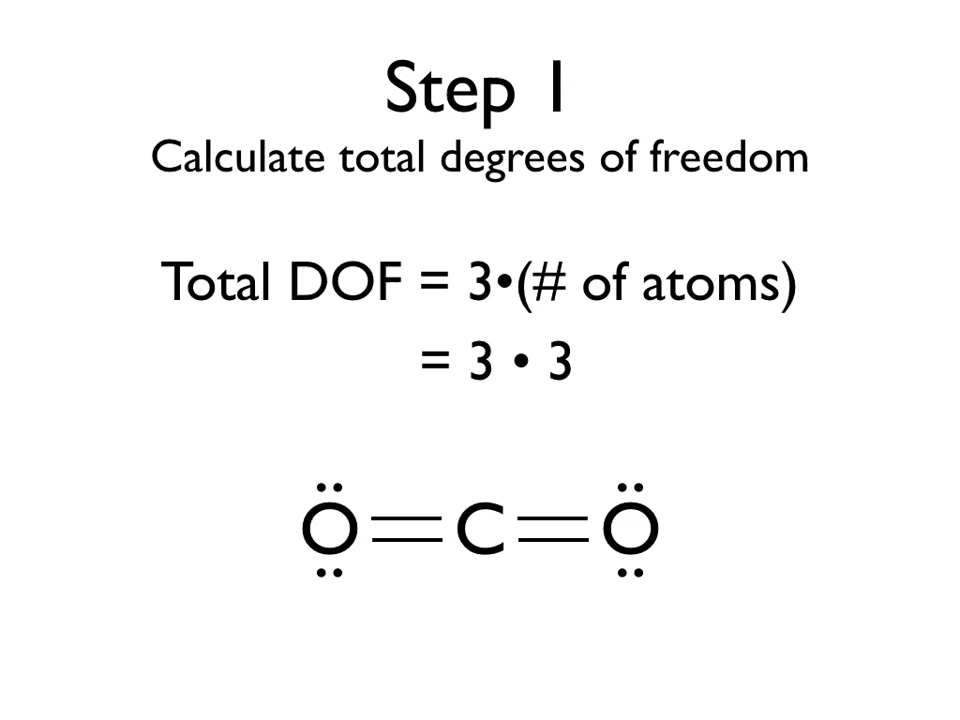 Step 1
Calculate total degrees of freedom
Total DOF = 3•(# of atoms)
= 3 • 3
O C O